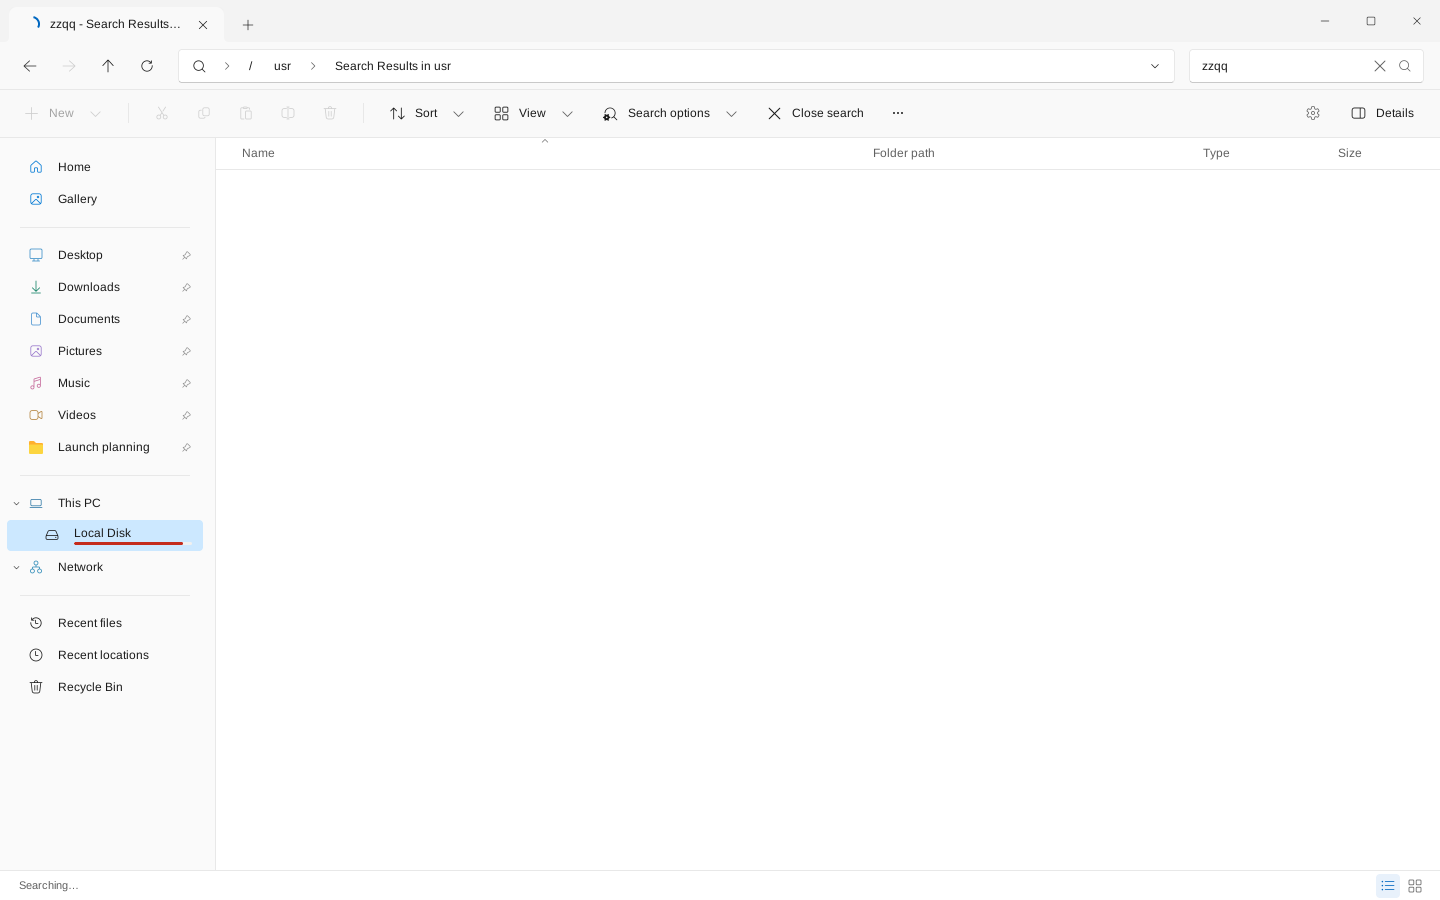 zzqq - Search Results…
/ usr Search Results in usr
zzqq
New Sort View Search options Close search Details
Name Folder path Type Size
Home
Gallery
Desktop
Downloads
Documents
Pictures
Music
Videos
Launch planning
This PC
Local Disk
Network
Recent files
Recent locations
Recycle Bin
Searching…